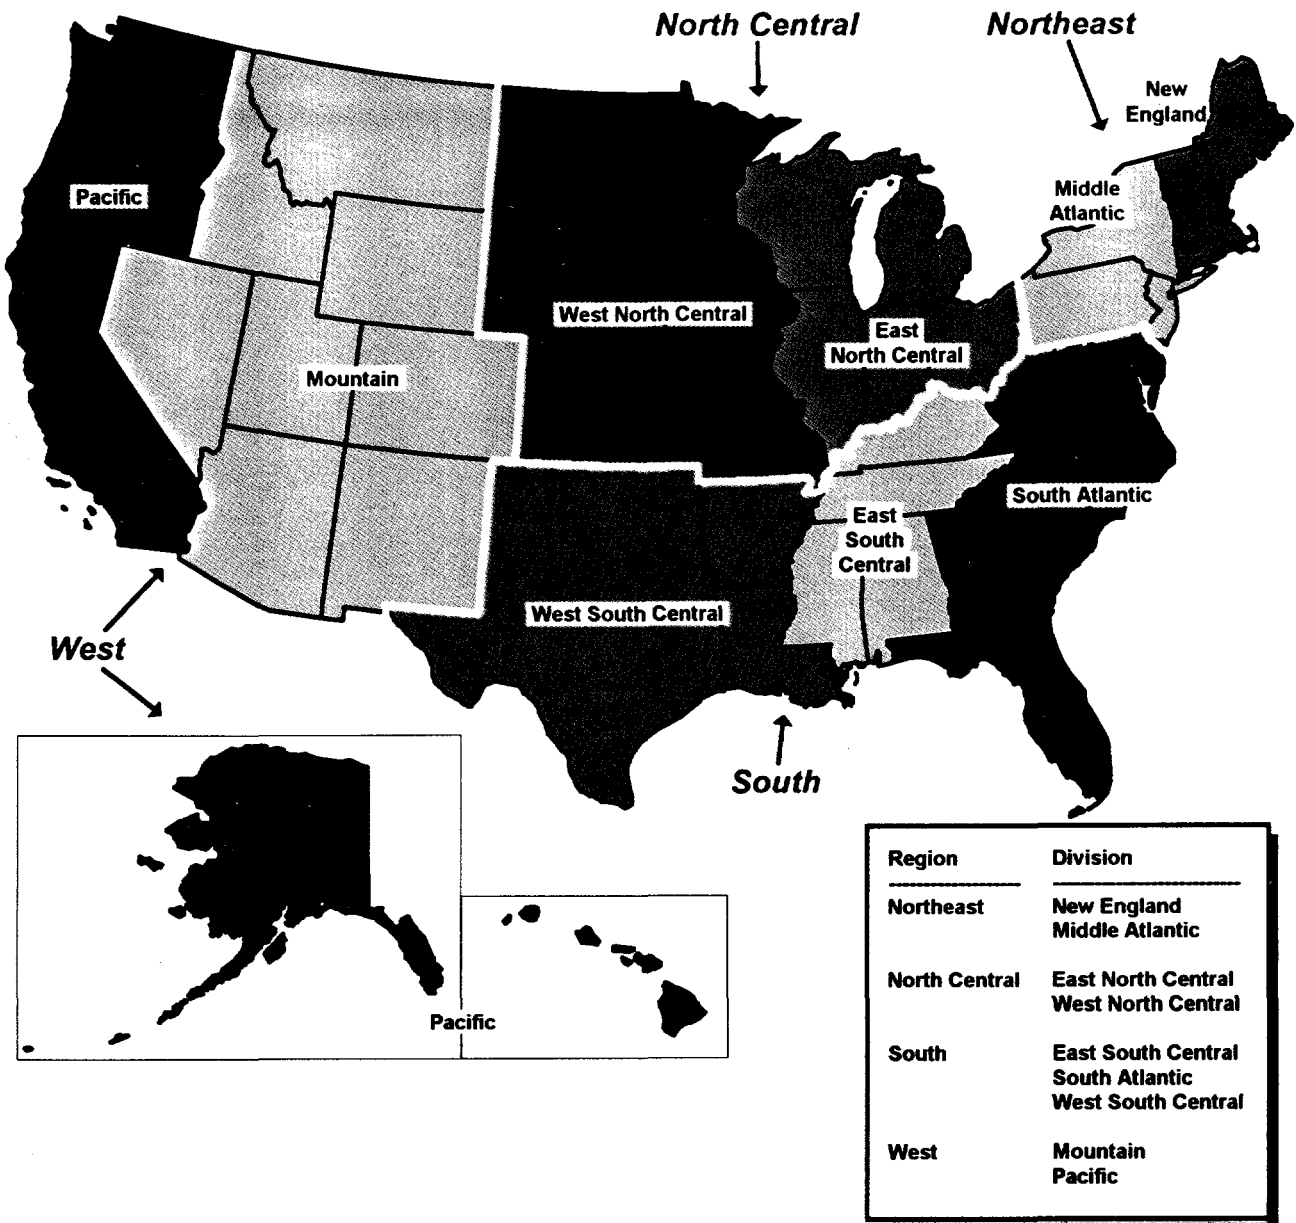 North Central
Northeast
New
England
Pacific
Middle
Atlantic
West North Central
East
North Central
Mountain
South Atlantic
East
South
Central
West South Central
West
South
Pacific
Region Division
Northeast New England
Middle Atlantic
North Central East North Central
West North Central
South East South Central
South Atlantic
West South Central
West Mountain
Pacific